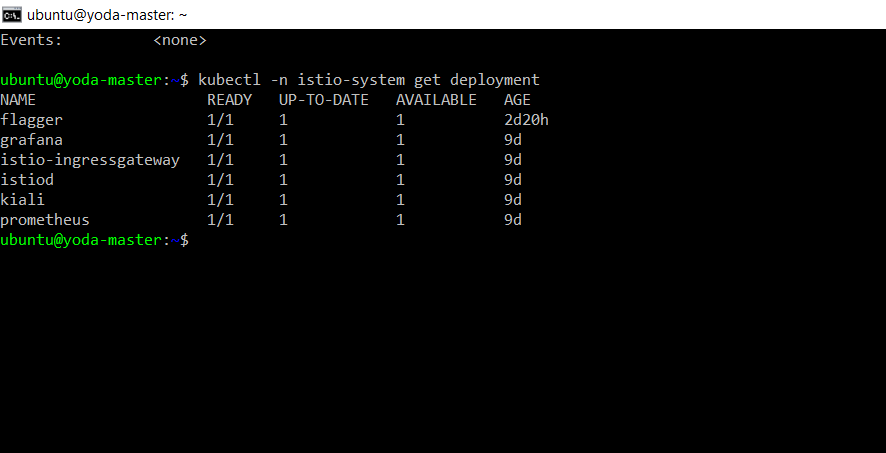 ubuntu@yoda-master: ~
Events:          <none>
ubuntu@yoda-master:~$ kubectl -n istio-system get deployment
NAME                   READY   UP-TO-DATE   AVAILABLE   AGE
flagger                1/1     1            1           2d20h
grafana                1/1     1            1           9d
istio-ingressgateway   1/1     1            1           9d
istiod                 1/1     1            1           9d
kiali                  1/1     1            1           9d
prometheus             1/1     1            1           9d
ubuntu@yoda-master:~$